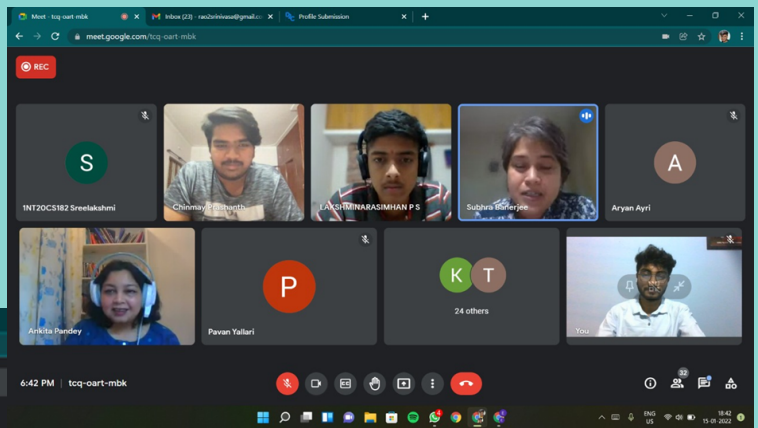 Meet - tcq-oart-mbk
Inbox (23) - rao2srinivasa@gmail.co
Profile Submission
meet.google.com/tcq-oart-mbk
REC
S
1NT20CS182 Sreelakshmi
Chinmay Prashanth
LAKSHMINARASIMHAN P S
Subhra Banerjee
A
Aryan Ayri
Ankita Pandey
P
Pavan Yallari
K T
24 others
You
6:42 PM | tcq-oart-mbk
32
ENG
US
18:42
15-01-2022